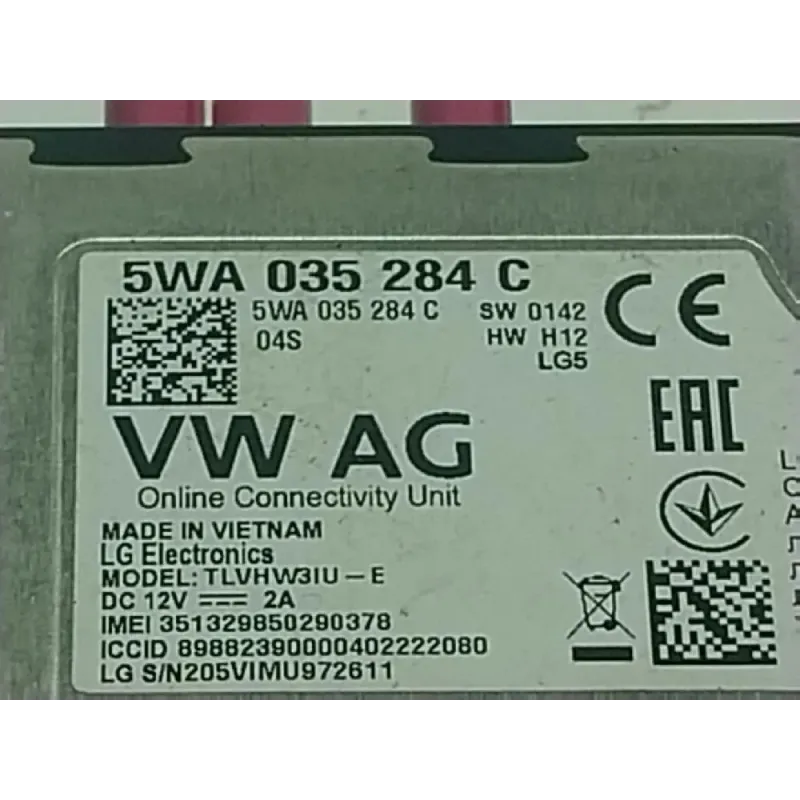 5WA 035 284 C
5WA 035 284 C SW 0142
04S HW H12
LG5
CE
EAC
VW AG
Online Connectivity Unit
MADE IN VIETNAM
LG Electronics
MODEL: TLVHW3IU-E
DC 12V 2A
IMEI 351329850290378
ICCID 89882390000402222080
LG S/N205VIMU972611